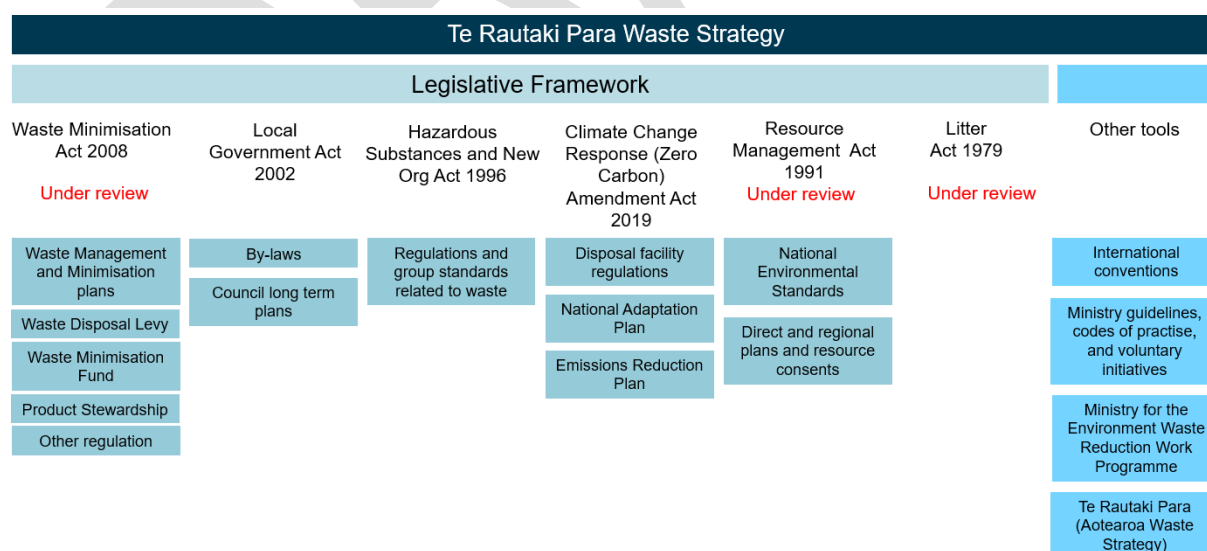 Te Rautaki Para Waste Strategy
Legislative Framework
Waste Minimisation
Act 2008
Under review
Local
Government Act
2002
Hazardous
Substances and New
Org Act 1996
Climate Change
Response (Zero
Carbon)
Amendment Act
2019
Resource
Management Act
1991
Under review
Litter
Act 1979
Under review
Other tools
Waste Management
and Minimisation
plans
Waste Disposal Levy
Waste Minimisation
Fund
Product Stewardship
Other regulation
By-laws
Council long term
plans
Regulations and
group standards
related to waste
Disposal facility
regulations
National Adaptation
Plan
Emissions Reduction
Plan
National
Environmental
Standards
Direct and regional
plans and resource
consents
International
conventions
Ministry guidelines,
codes of practise,
and voluntary
initiatives
Ministry for the
Environment Waste
Reduction Work
Programme
Te Rautaki Para
(Aotearoa Waste
Strategy)